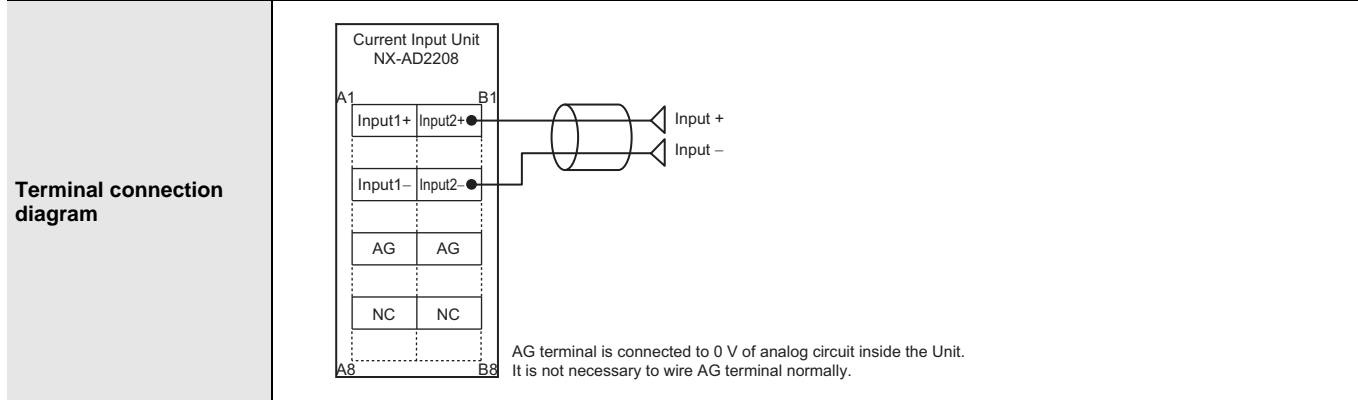 Terminal connection
diagram
Current Input Unit
NX-AD2208
A1 B1
Input1+ Input2+
Input +
Input –
Input1– Input2–
AG AG
NC NC
A8 B8
AG terminal is connected to 0 V of analog circuit inside the Unit.
It is not necessary to wire AG terminal normally.